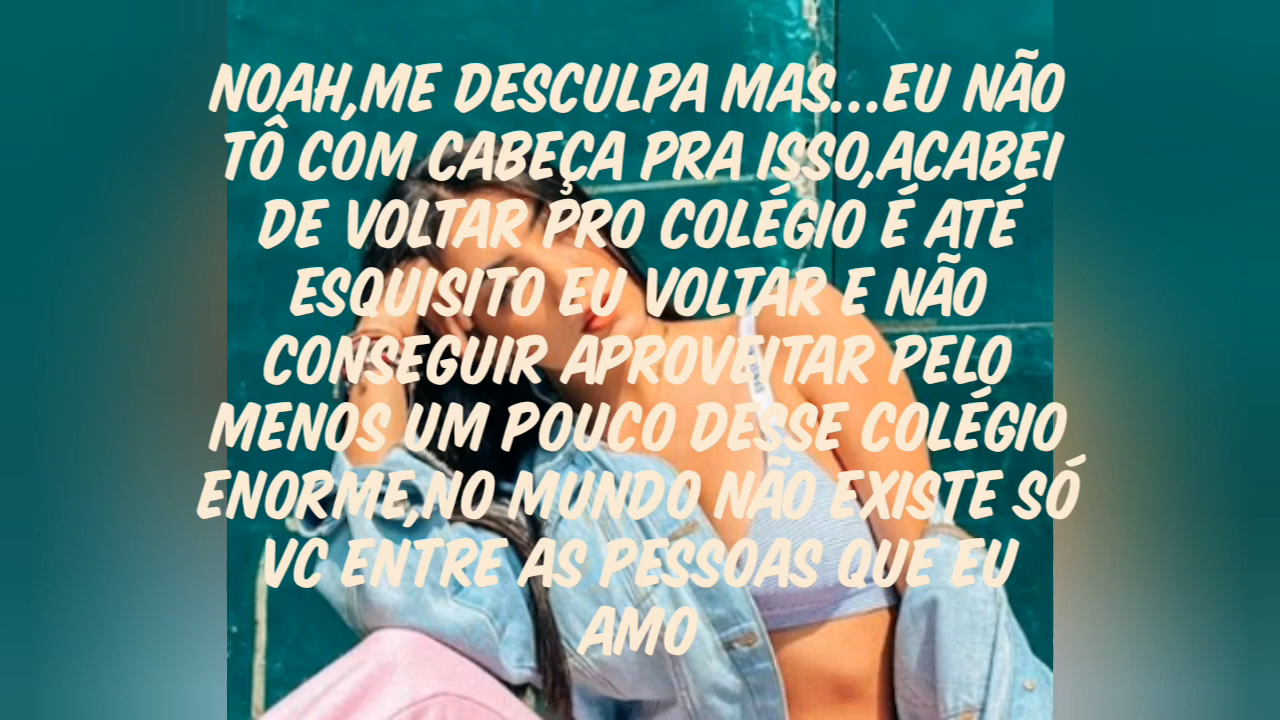 NOAH,ME DESCULPA MAS...EU NÃO
TÔ COM CABEÇA PRA ISSO,ACABEI
DE VOLTAR PRO COLÉGIO É ATÉ
ESQUISITO EU VOLTAR E NÃO
CONSEGUIR APROVEITAR PELO
MENOS UM POUCO DESSE COLÉGIO
ENORME,NO MUNDO NÃO EXISTE SÓ
VC ENTRE AS PESSOAS QUE EU
AMO